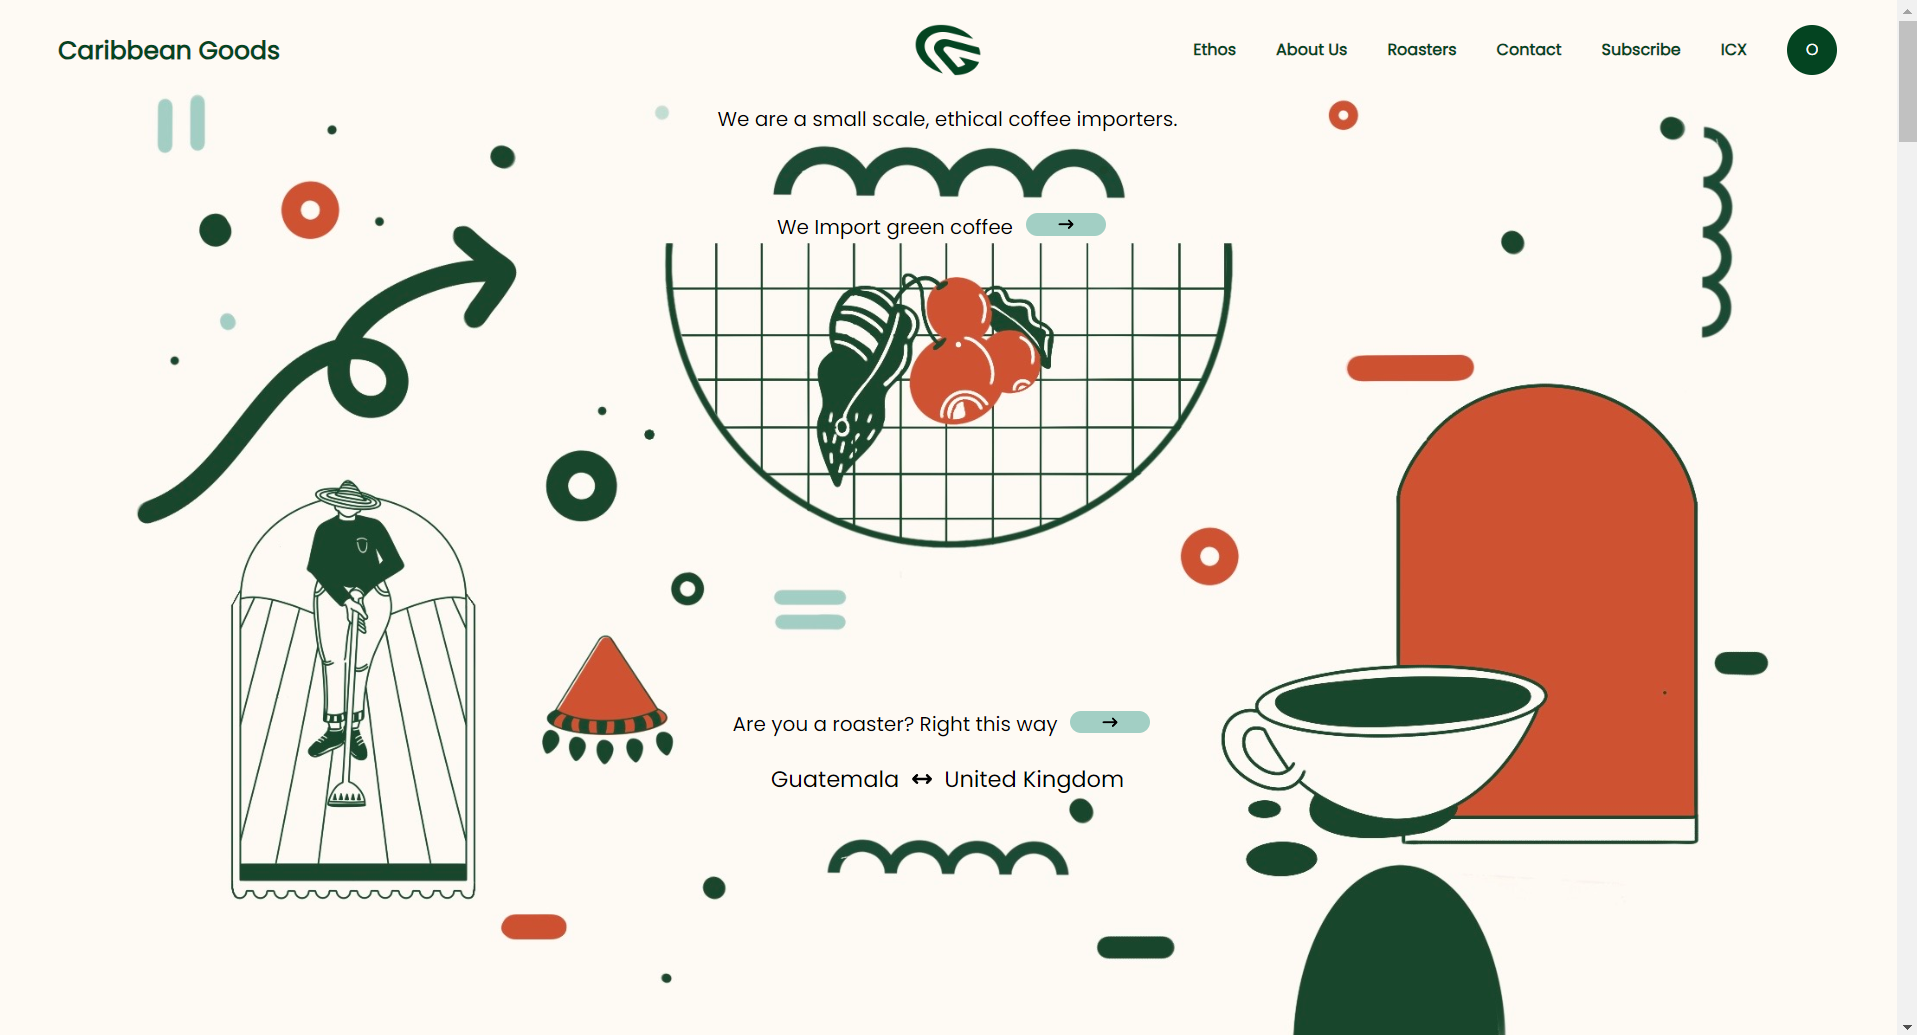 Caribbean Goods
Ethos
About Us
Roasters
Contact
Subscribe
ICX
O
We are a small scale, ethical coffee importers.
We Import green coffee →
Are you a roaster? Right this way →
Guatemala ↔ United Kingdom